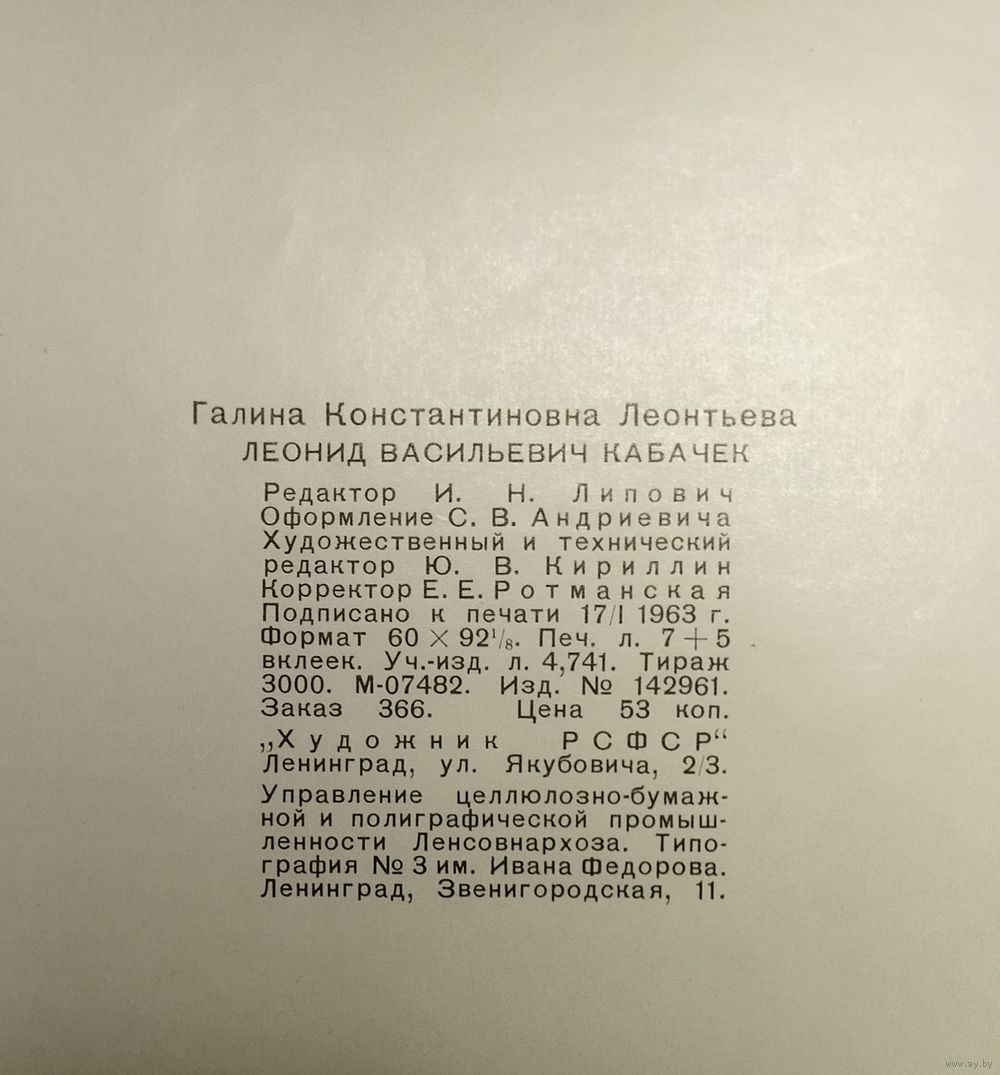 Галина Константиновна Леонтьева
ЛЕОНИД ВАСИЛЬЕВИЧ КАБАЧЕК
Редактор И. Н. Липович
Оформление С. В. Андриевича
Художественный и технический
редактор Ю. В. Кириллин
Корректор Е. Е. Ротманская
Подписано к печати 17/I 1963 г.
Формат 60 × 92¹/₈. Печ. л. 7 + 5
вклеек. Уч.-изд. л. 4,741. Тираж
3000. М-07482. Изд. № 142961.
Заказ 366. Цена 53 коп.
„Художник РСФСР“
Ленинград, ул. Якубовича, 2/3.
Управление целлюлозно-бумаж-
ной и полиграфической промыш-
ленности Ленсовнархоза. Типо-
графия № 3 им. Ивана Федорова.
Ленинград, Звенигородская, 11.
www.ay.by